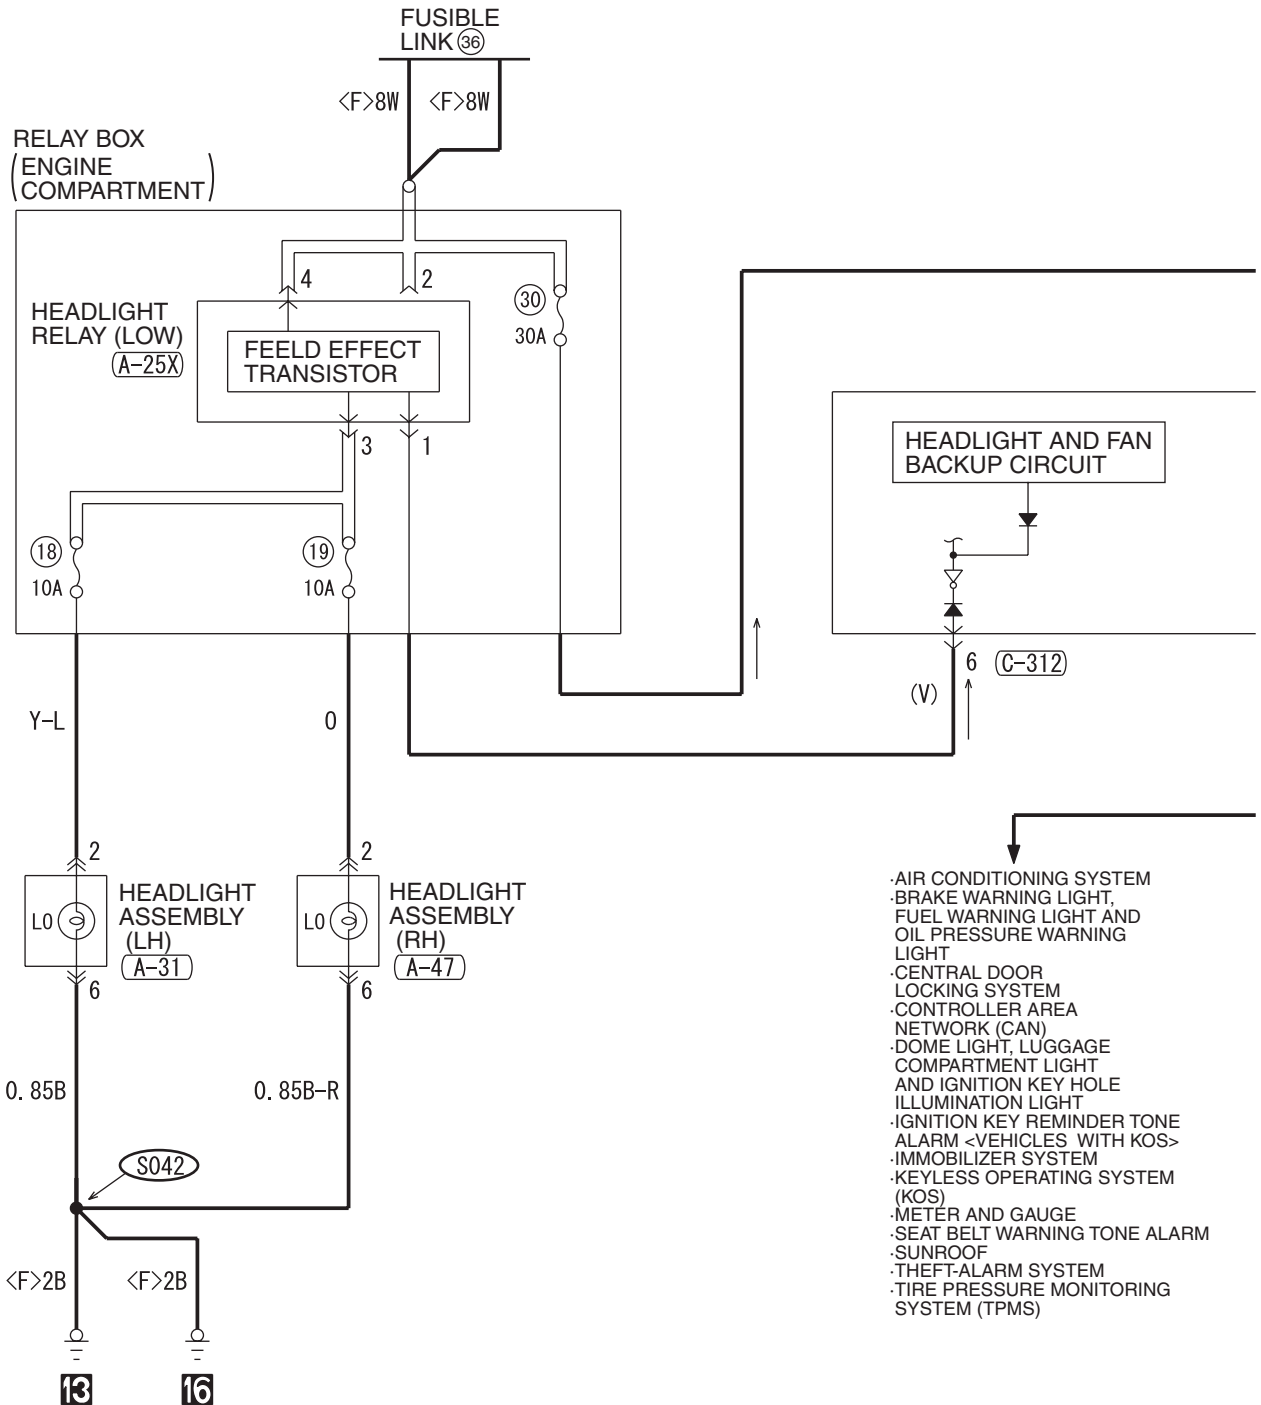 FUSIBLE
LINK 36
<F>8W <F>8W
RELAY BOX
(ENGINE
COMPARTMENT)
4 2
HEADLIGHT
RELAY (LOW)
A-25X
FEELD EFFECT
TRANSISTOR
30
30A
3 1
HEADLIGHT AND FAN
BACKUP CIRCUIT
18
10A
19
10A
6 C-312
(V)
Y-L
O
2
LO
HEADLIGHT
ASSEMBLY
(LH)
A-31
6
2
LO
HEADLIGHT
ASSEMBLY
(RH)
A-47
6
·AIR CONDITIONING SYSTEM
·BRAKE WARNING LIGHT,
FUEL WARNING LIGHT AND
OIL PRESSURE WARNING
LIGHT
·CENTRAL DOOR
LOCKING SYSTEM
·CONTROLLER AREA
NETWORK (CAN)
·DOME LIGHT, LUGGAGE
COMPARTMENT LIGHT
AND IGNITION KEY HOLE
ILLUMINATION LIGHT
·IGNITION KEY REMINDER TONE
ALARM <VEHICLES WITH KOS>
·IMMOBILIZER SYSTEM
·KEYLESS OPERATING SYSTEM
(KOS)
·METER AND GAUGE
·SEAT BELT WARNING TONE ALARM
·SUNROOF
·THEFT-ALARM SYSTEM
·TIRE PRESSURE MONITORING
SYSTEM (TPMS)
0.85B
0.85B-R
S042
<F>2B <F>2B
13 16